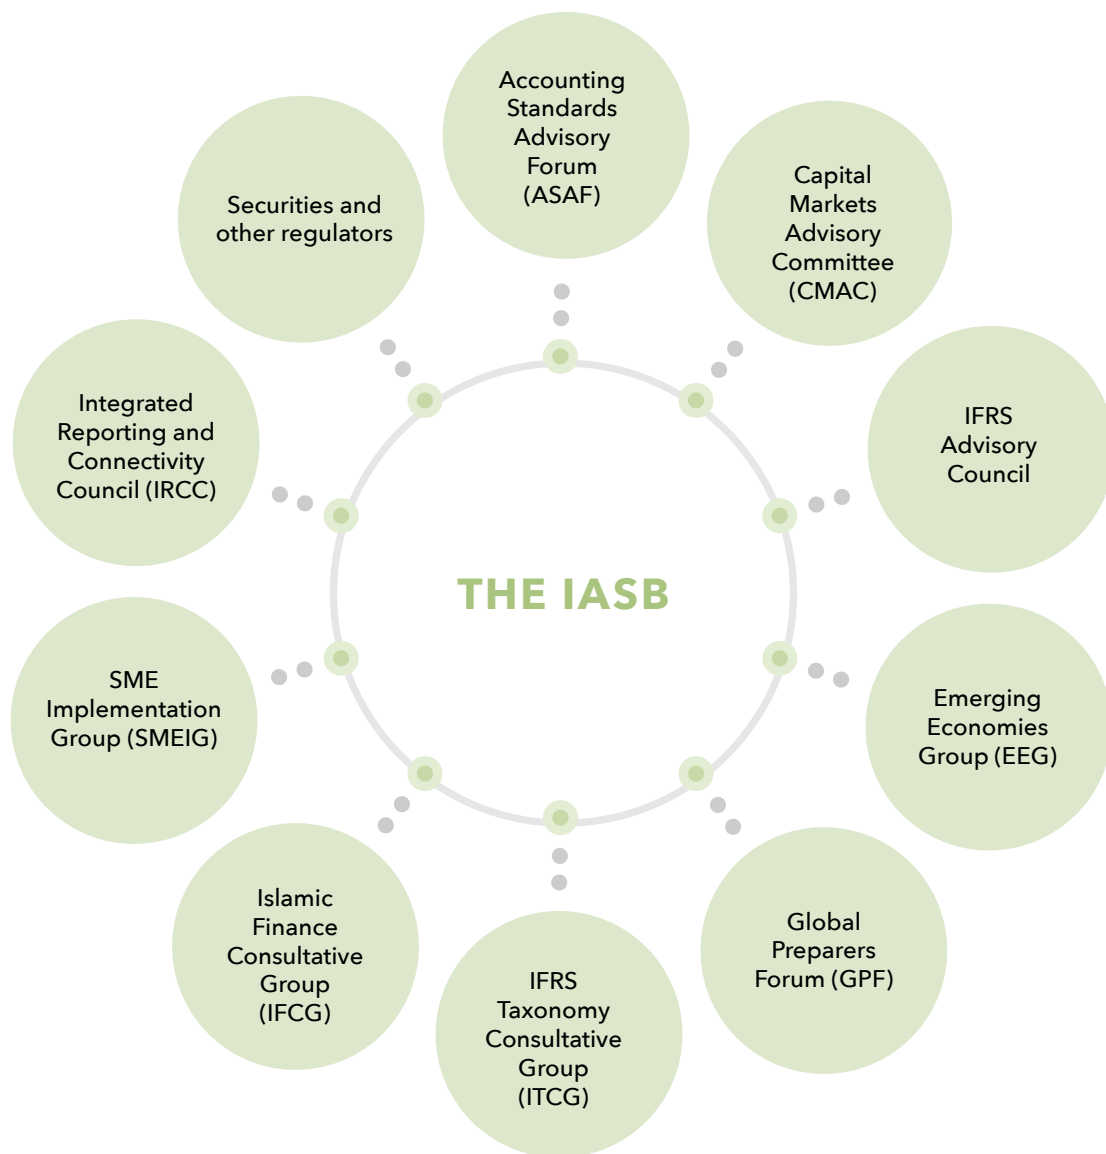 Accounting
Standards
Advisory
Forum
(ASAF)
Capital
Markets
Advisory
Committee
(CMAC)
IFRS
Advisory
Council
Emerging
Economies
Group (EEG)
Global
Preparers
Forum (GPF)
IFRS
Taxonomy
Consultative
Group
(ITCG)
Islamic
Finance
Consultative
Group
(IFCG)
SME
Implementation
Group (SMEIG)
Integrated
Reporting and
Connectivity
Council (IRCC)
Securities and
other regulators
THE IASB